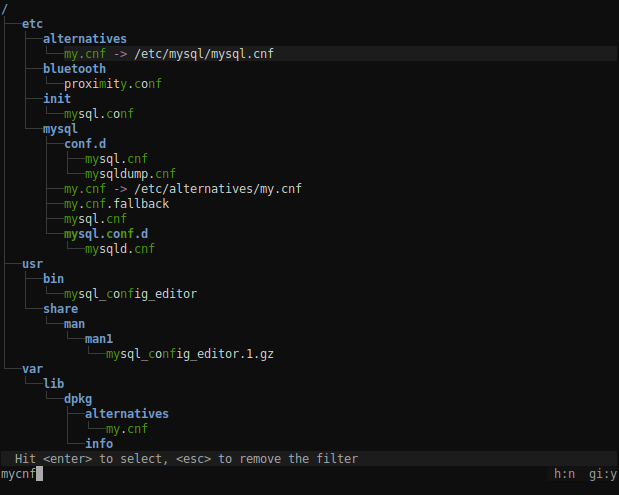 /
etc
alternatives
my.cnf -> /etc/mysql/mysql.cnf
bluetooth
proximity.conf
init
mysql.conf
mysql
conf.d
mysql.cnf
mysqldump.cnf
my.cnf -> /etc/alternatives/my.cnf
my.cnf.fallback
mysql.cnf
mysql.conf.d
mysqld.cnf
usr
bin
mysql_config_editor
share
man
man1
mysql_config_editor.1.gz
var
lib
dpkg
alternatives
my.cnf
info
Hit <enter> to select, <esc> to remove the filter
mycnf h:n gi:y